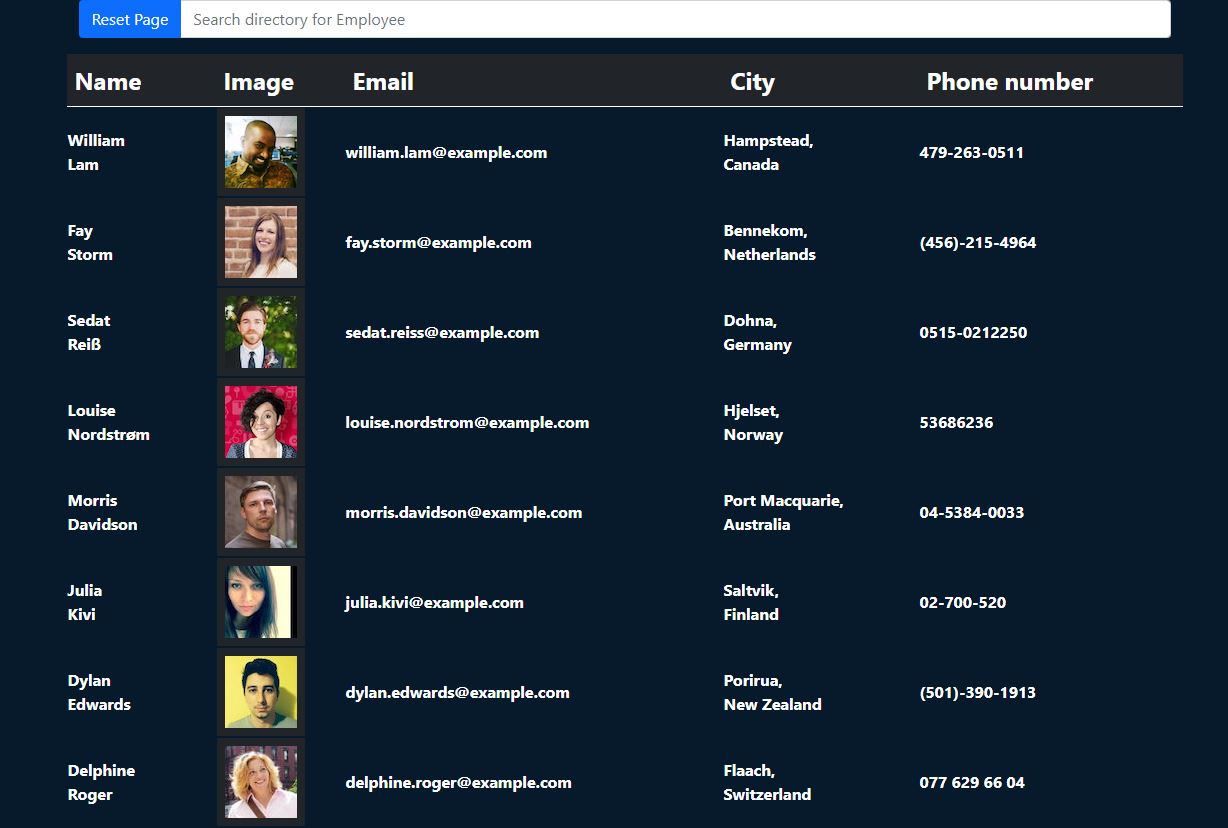 Reset Page Search directory for Employee
Name Image Email City Phone number
William
Lam
william.lam@example.com
Hampstead,
Canada
479-263-0511
Fay
Storm
fay.storm@example.com
Bennekom,
Netherlands
(456)-215-4964
Sedat
Reiß
sedat.reiss@example.com
Dohna,
Germany
0515-0212250
Louise
Nordstrøm
louise.nordstrom@example.com
Hjelset,
Norway
53686236
Morris
Davidson
morris.davidson@example.com
Port Macquarie,
Australia
04-5384-0033
Julia
Kivi
julia.kivi@example.com
Saltvik,
Finland
02-700-520
Dylan
Edwards
dylan.edwards@example.com
Porirua,
New Zealand
(501)-390-1913
Delphine
Roger
delphine.roger@example.com
Flaach,
Switzerland
077 629 66 04